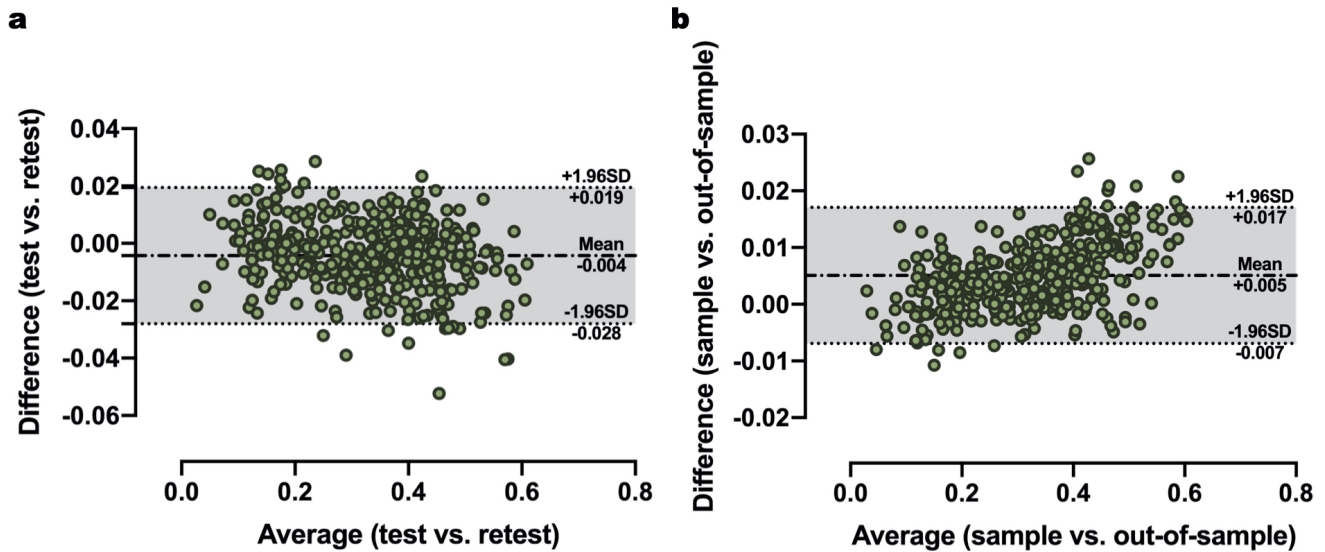 a
Difference (test vs. retest)
0.04
0.02
0.00
-0.02
-0.04
-0.06
+1.96SD
+0.019
Mean
-0.004
-1.96SD
-0.028
0.0 0.2 0.4 0.6 0.8
Average (test vs. retest)
b
Difference (sample vs. out-of-sample)
0.03
0.02
0.01
0.00
-0.01
-0.02
+1.96SD
+0.017
Mean
+0.005
-1.96SD
-0.007
0.0 0.2 0.4 0.6 0.8
Average (sample vs. out-of-sample)